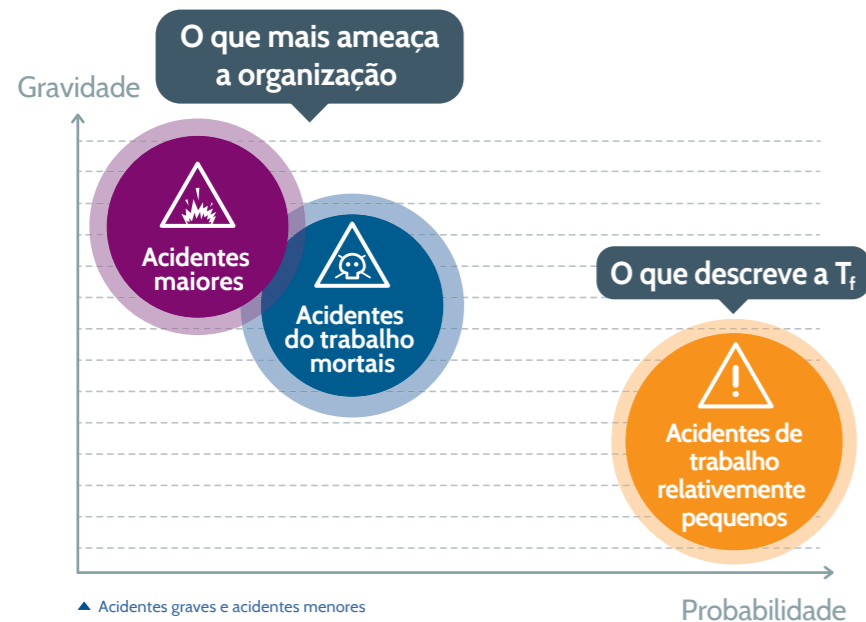 O que mais ameaça
a organização
Gravidade
Acidentes
maiores
Acidentes
do trabalho
mortais
O que descreve a Tf
Acidentes de
trabalho
relativamente
pequenos
▲ Acidentes graves e acidentes menores
Probabilidade